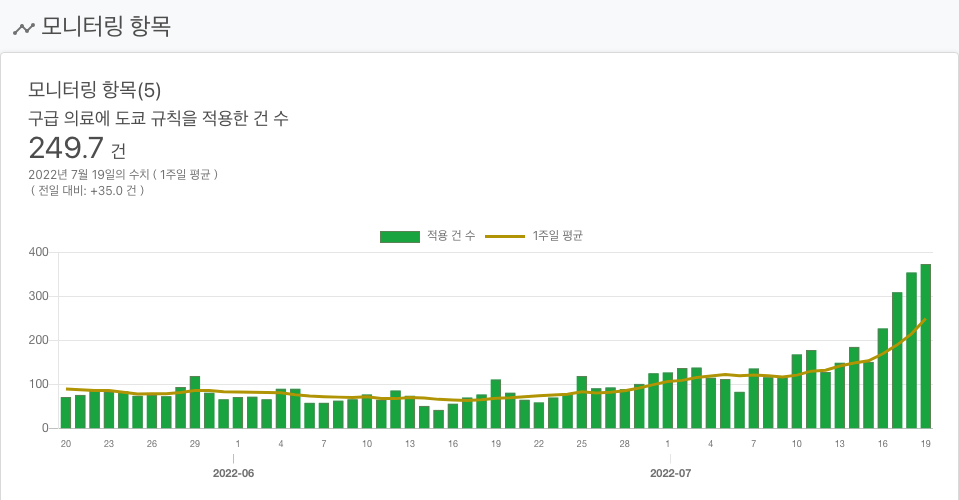 모니터링 항목
모니터링 항목(5)
구급 의료에 도쿄 규칙을 적용한 건 수
249.7 건
2022년 7월 19일의 수치 ( 1주일 평균 )
( 전일 대비: +35.0 건 )
적용 건 수 1주일 평균
400
300
200
100
0
20 23 26 29 1 4 7 10 13 16 19 22 25 28 1 4 7 10 13 16 19
2022-06 2022-07